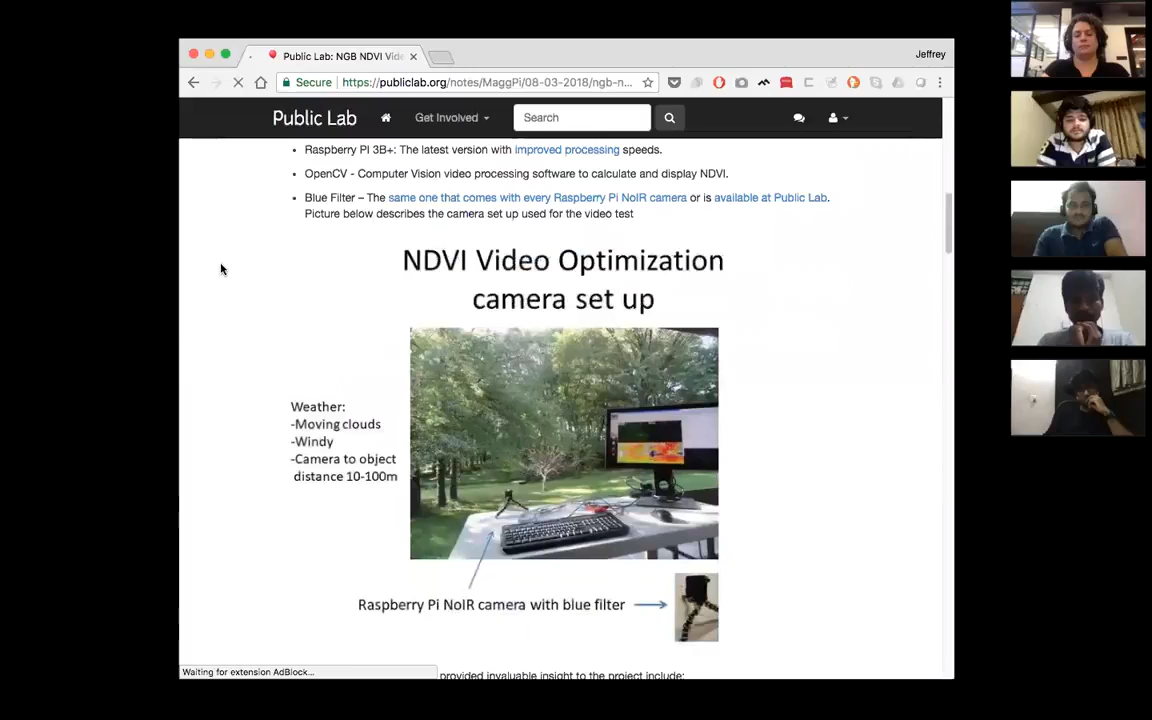 Public Lab: NGB NDVI Vide
Jeffrey
Secure https://publiclab.org/notes/MaggPi/08-03-2018/ngb-n...
Public Lab Get Involved Search
Raspberry PI 3B+: The latest version with improved processing speeds.
OpenCV - Computer Vision video processing software to calculate and display NDVI.
Blue Filter – The same one that comes with every Raspberry Pi NoIR camera or is available at Public Lab.
Picture below describes the camera set up used for the video test
NDVI Video Optimization
camera set up
Weather:
-Moving clouds
-Windy
-Camera to object
distance 10-100m
Raspberry Pi NoIR camera with blue filter
Waiting for extension AdBlock...
provided invaluable insight to the project include: